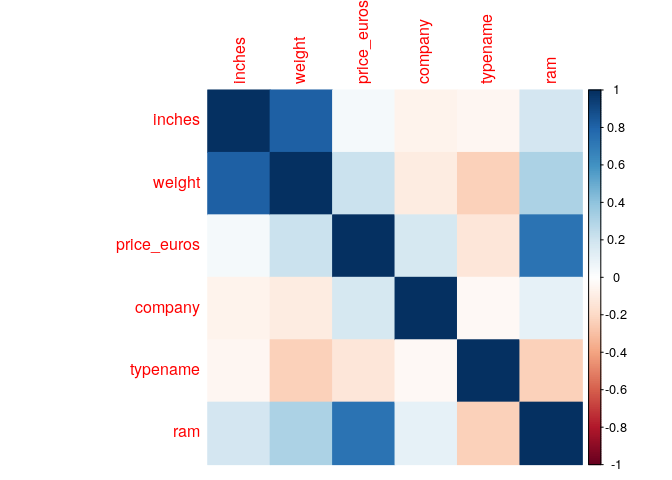 inches
weight
price_euros
company
typename
ram
inches
weight
price_euros
company
typename
ram
1
0.8
0.6
0.4
0.2
0
-0.2
-0.4
-0.6
-0.8
-1